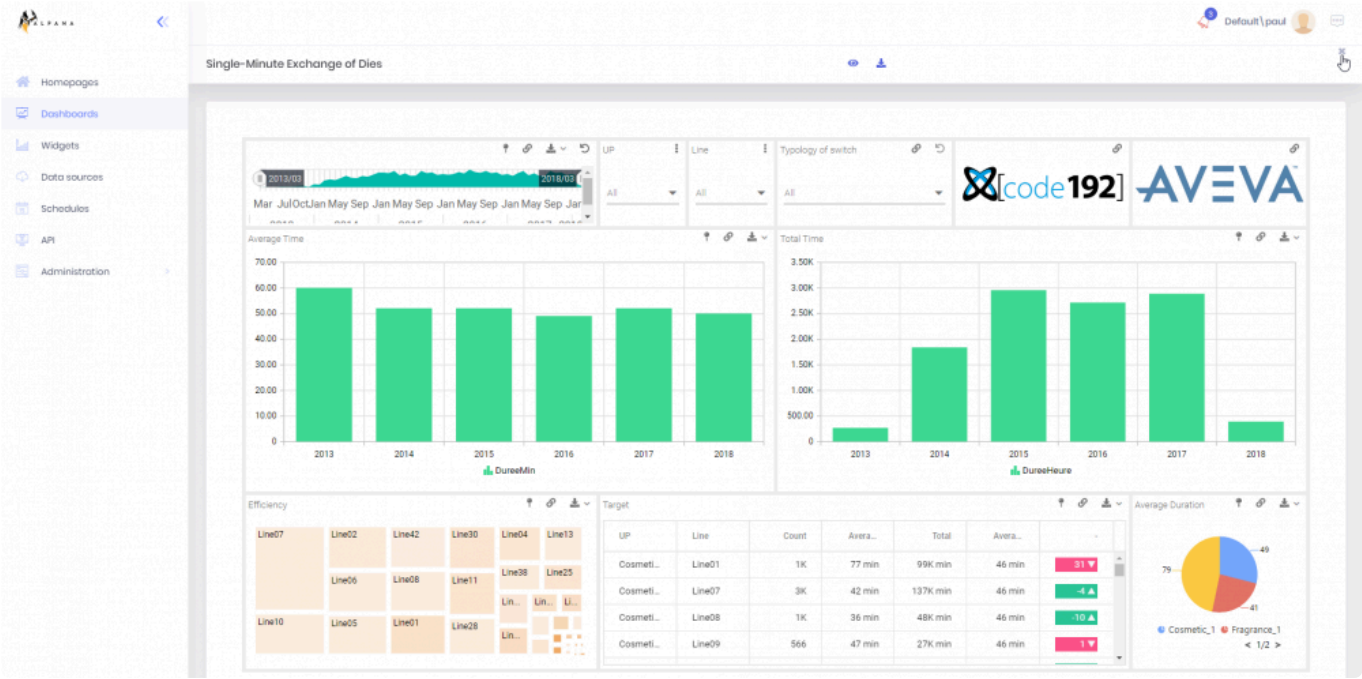 ALPANA
3
Default\paul
Single-Minute Exchange of Dies
Homepages
Dashboards
Widgets
Data sources
Schedules
API
Administration
2013/03
2018/03
Mar JulOctJan May Sep Jan May Sep Jan May Sep Jan May Sep Jar
UP
All
Line
All
Typology of switch
All
[code192]
AVEVA
Average Time
70.00
60.00
50.00
40.00
30.00
20.00
10.00
0
2013 2014 2015 2016 2017 2018
DureeMin
Total Time
3.50K
3.00K
2.50K
2.00K
1.50K
1.00K
500.00
0
2013 2014 2015 2016 2017 2018
DureeHeure
Efficiency
Line07 Line02 Line42 Line30 Line04 Line13
Line06 Line08 Line11 Line38 Line25
Lin... Lin... Li...
Line10 Line05 Line01 Line28 Lin...
Target
UP Line Count Avera... Total Avera... -
Cosmeti... Line01 1K 77 min 99K min 46 min 31 ▼
Cosmeti... Line07 3K 42 min 137K min 46 min -4 ▲
Cosmeti... Line08 1K 36 min 48K min 46 min -10 ▲
Cosmeti... Line09 566 47 min 27K min 46 min 1 ▼
Average Duration
49
79
41
Cosmetic_1 Fragrance_1
< 1/2 >